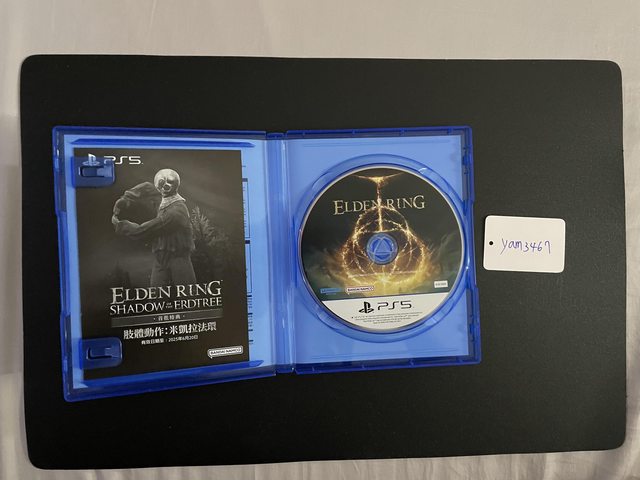 PS5
ELDEN RING
SHADOW OF THE ERDTREE
首批特典
肢體動作：米凱拉法環
有效日期至：2025年6月20日
BANDAI NAMCO
ELDEN RING
BANDAI NAMCO
PS5
yam3467